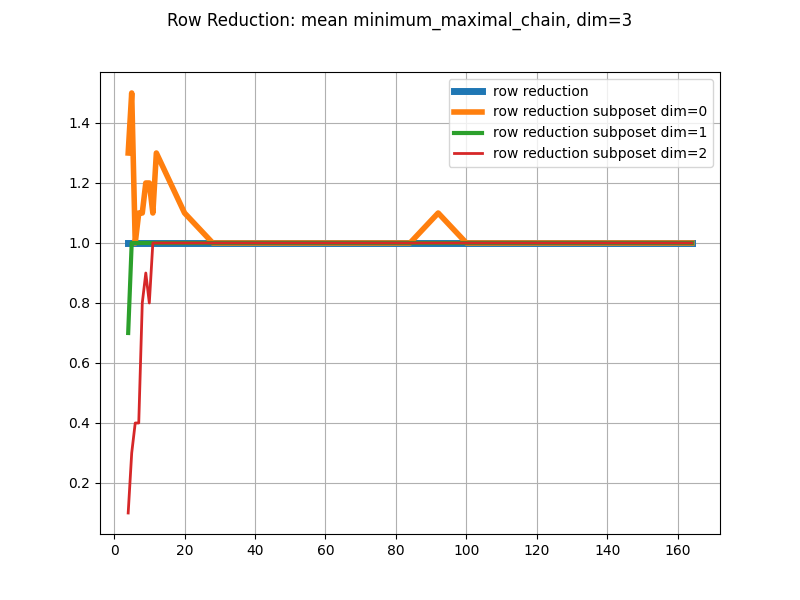 Row Reduction: mean minimum_maximal_chain, dim=3
row reduction
row reduction subposet dim=0
row reduction subposet dim=1
row reduction subposet dim=2
1.4
1.2
1.0
0.8
0.6
0.4
0.2
0 20 40 60 80 100 120 140 160